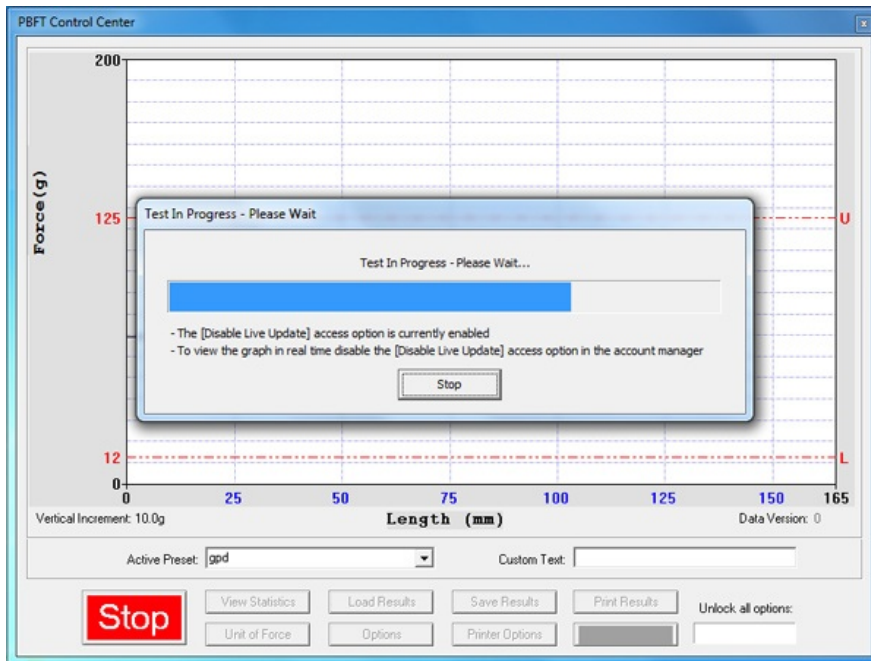 PBFT Control Center
x
200
Force(g)
125
U
Test In Progress - Please Wait
Test In Progress - Please Wait...
- The [Disable Live Update] access option is currently enabled
- To view the graph in real time disable the [Disable Live Update] access option in the account manager
Stop
12
L
0
0 25 50 75 100 125 150 165
Vertical Increment: 10.0g Length (mm) Data Version: 0
Active Preset: gpd Custom Text:
Stop
View Statistics Load Results Save Results Print Results Unlock all options:
Unit of Force Options Printer Options